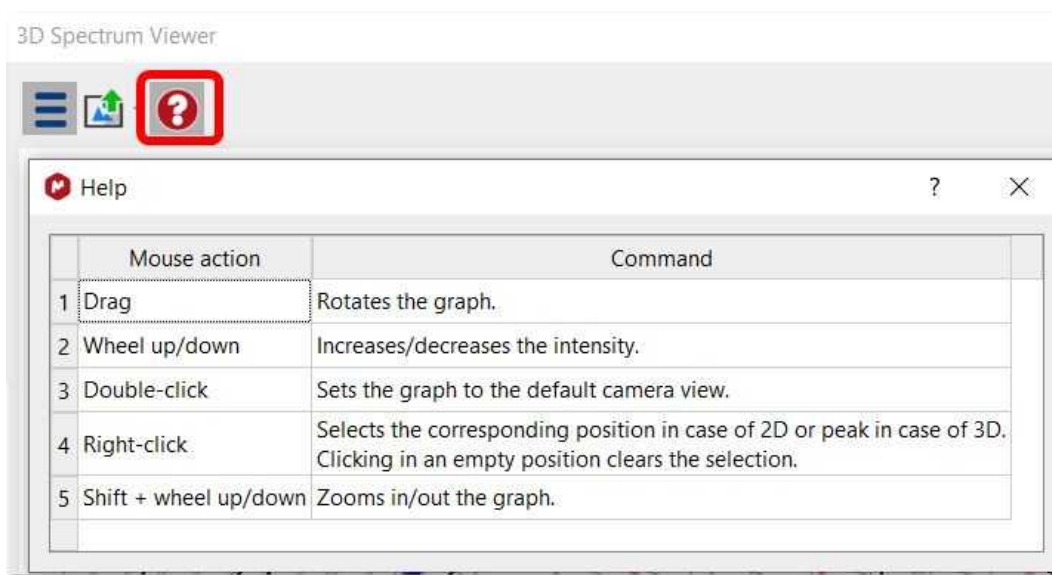 3D Spectrum Viewer
?
Help ?
Mouse action Command
1 Drag Rotates the graph.
2 Wheel up/down Increases/decreases the intensity.
3 Double-click Sets the graph to the default camera view.
4 Right-click Selects the corresponding position in case of 2D or peak in case of 3D.
Clicking in an empty position clears the selection.
5 Shift + wheel up/down Zooms in/out the graph.